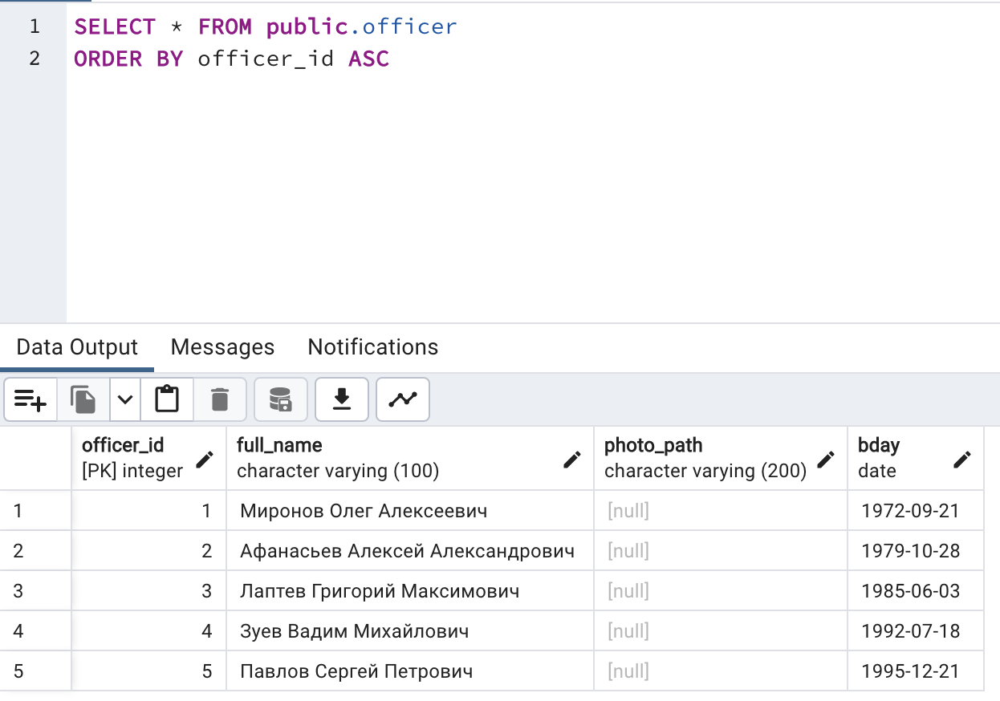 1 SELECT * FROM public.officer
2 ORDER BY officer_id ASC
Data Output Messages Notifications
officer_id full_name photo_path bday
[PK] integer character varying (100) character varying (200) date
1 1 Миронов Олег Алексеевич [null] 1972-09-21
2 2 Афанасьев Алексей Александрович [null] 1979-10-28
3 3 Лаптев Григорий Максимович [null] 1985-06-03
4 4 Зуев Вадим Михайлович [null] 1992-07-18
5 5 Павлов Сергей Петрович [null] 1995-12-21